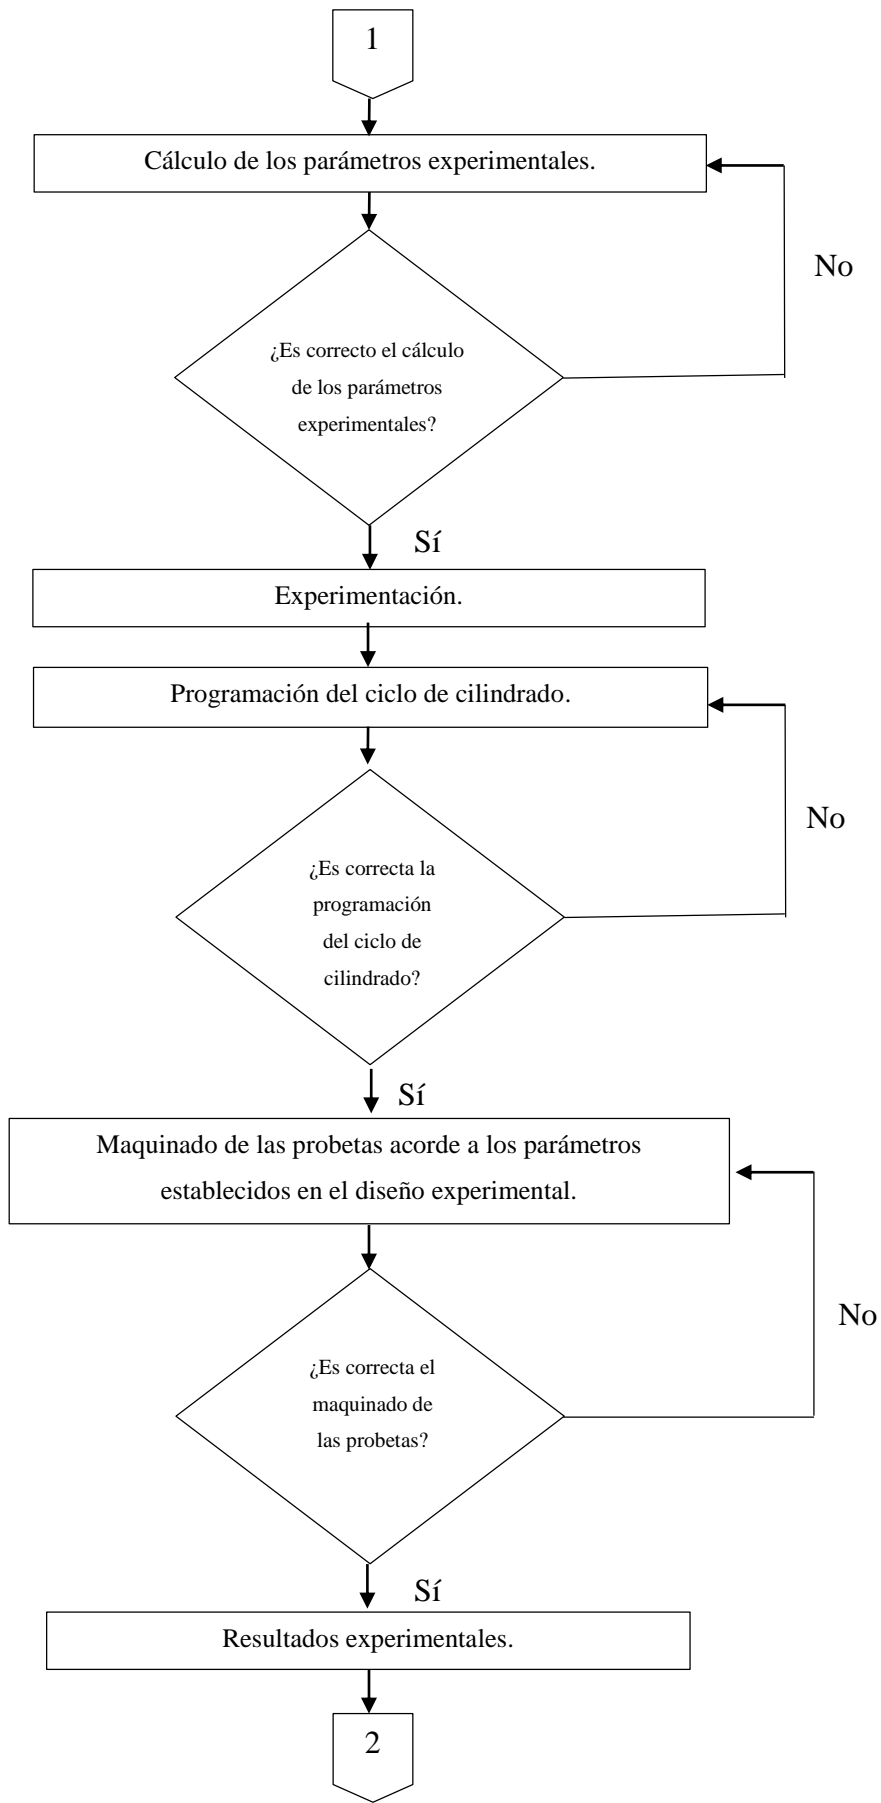 1
Cálculo de los parámetros experimentales.
No
¿Es correcto el cálculo
de los parámetros
experimentales?
Sí
Experimentación.
Programación del ciclo de cilindrado.
No
¿Es correcta la
programación
del ciclo de
cilindrado?
Sí
Maquinado de las probetas acorde a los parámetros
establecidos en el diseño experimental.
No
¿Es correcta el
maquinado de
las probetas?
Sí
Resultados experimentales.
2